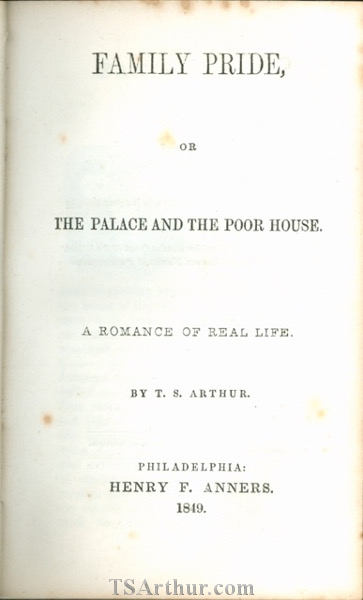 FAMILY PRIDE,
OR
THE PALACE AND THE POOR HOUSE.
A ROMANCE OF REAL LIFE.
BY T. S. ARTHUR.
PHILADELPHIA:
HENRY F. ANNERS.
1849.
TSArthur.com